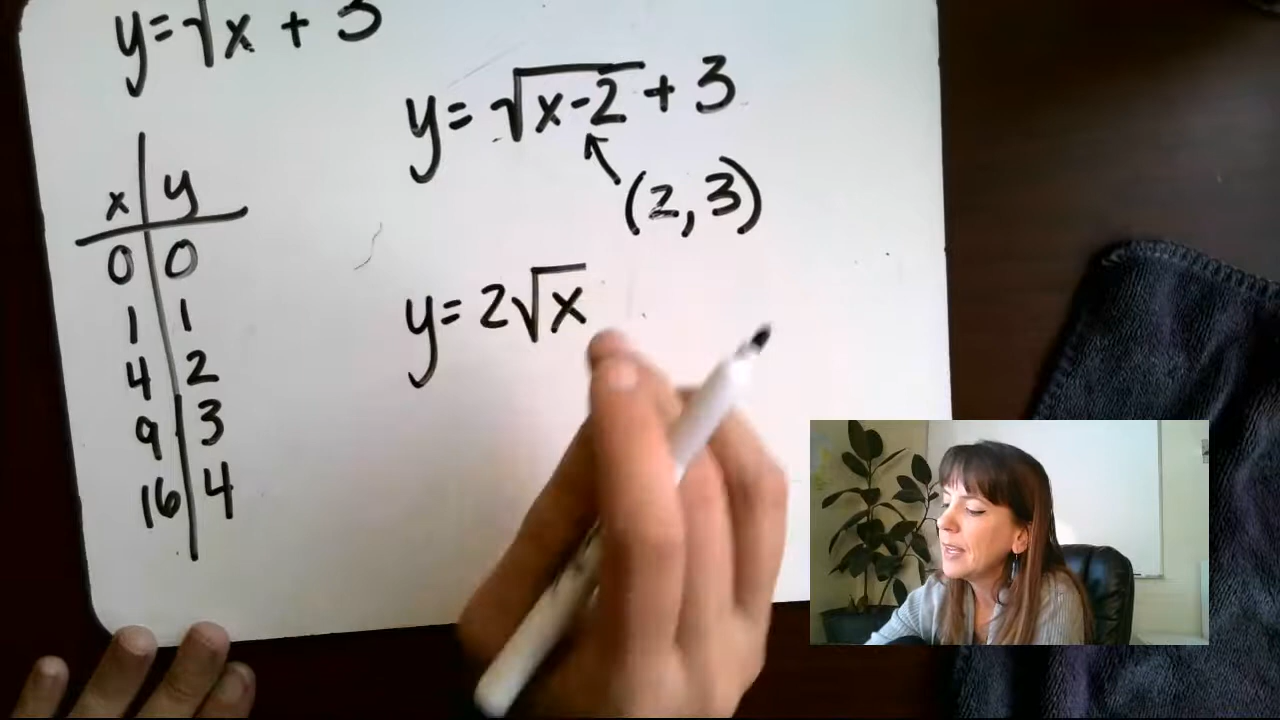 y=√x + 3
y= √x-2 + 3
(2, 3)
x y
0 0
1 1
4 2
9 3
16 4
y= 2√x